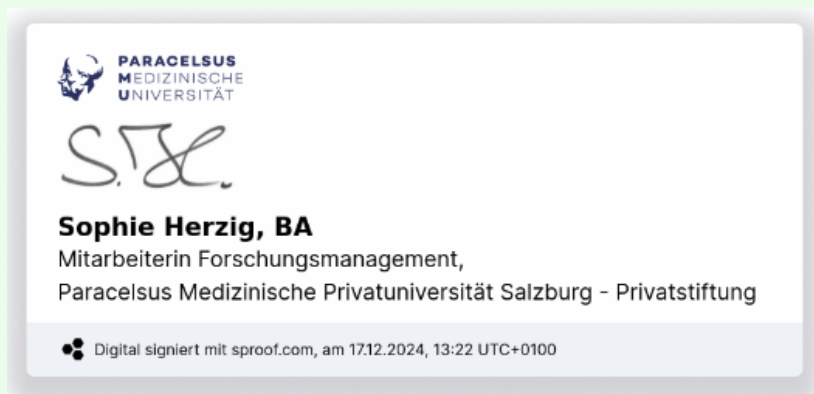 PARACELSUS
MEDIZINISCHE
UNIVERSITÄT
S. H.
Sophie Herzig, BA
Mitarbeiterin Forschungsmanagement,
Paracelsus Medizinische Privatuniversität Salzburg - Privatstiftung
Digital signiert mit sproof.com, am 17.12.2024, 13:22 UTC+0100